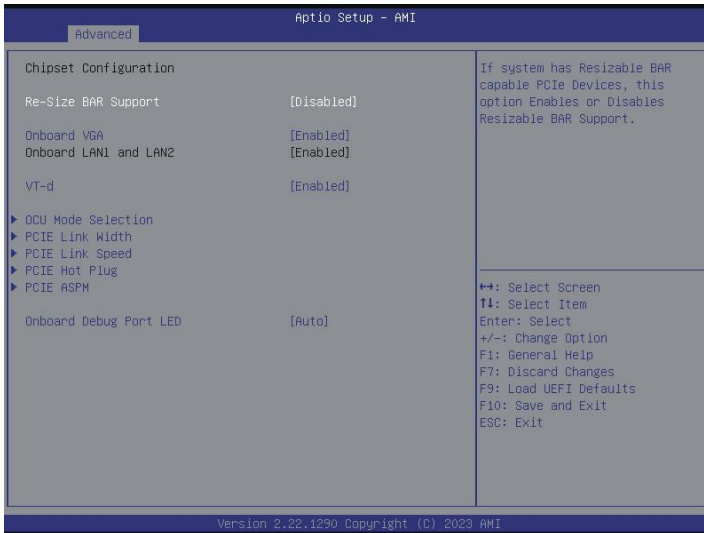 Aptio Setup – AMI
Advanced
Chipset Configuration
Re-Size BAR Support [Disabled]
Onboard VGA [Enabled]
Onboard LAN1 and LAN2 [Enabled]
VT-d [Enabled]
OCU Mode Selection
PCIE Link Width
PCIE Link Speed
PCIE Hot Plug
PCIE ASPM
Onboard Debug Port LED [Auto]
If system has Resizable BAR
capable PCIe Devices, this
option Enables or Disables
Resizable BAR Support.
↔: Select Screen
↑↓: Select Item
Enter: Select
+/-: Change Option
F1: General Help
F7: Discard Changes
F9: Load UEFI Defaults
F10: Save and Exit
ESC: Exit
Version 2.22.1290 Copyright (C) 2023 AMI